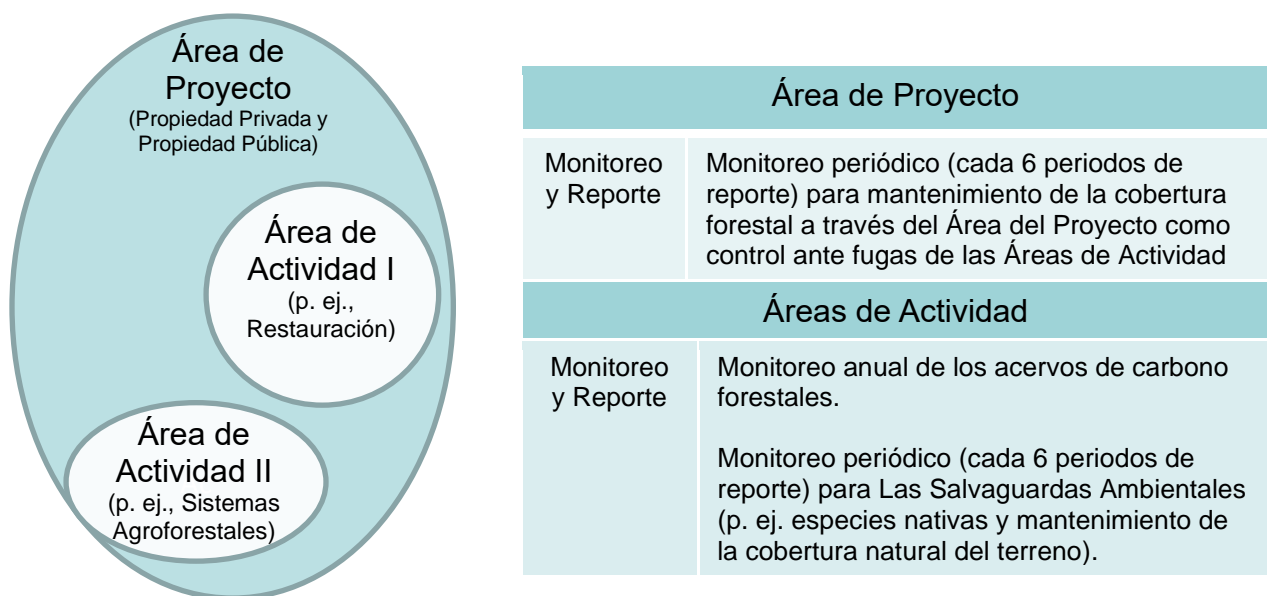 Área de
Proyecto
(Propiedad Privada y
Propiedad Pública)
Área de
Actividad I
(p. ej.,
Restauración)
Área de
Actividad II
(p. ej., Sistemas
Agroforestales)
Área de Proyecto
Monitoreo
y Reporte
Monitoreo periódico (cada 6 periodos de
reporte) para mantenimiento de la cobertura
forestal a través del Área del Proyecto como
control ante fugas de las Áreas de Actividad
Áreas de Actividad
Monitoreo
y Reporte
Monitoreo anual de los acervos de carbono
forestales.
Monitoreo periódico (cada 6 periodos de
reporte) para Las Salvaguardas Ambientales
(p. ej. especies nativas y mantenimiento de
la cobertura natural del terreno).